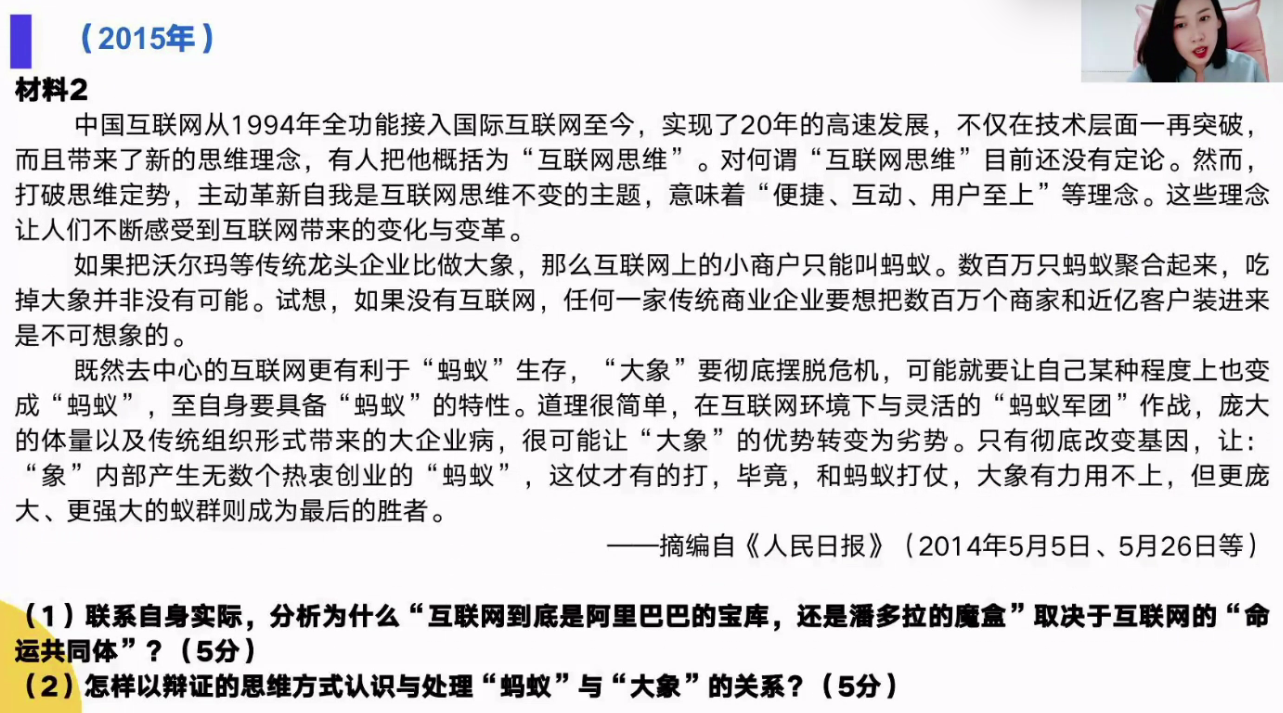 （2015年）
材料2
中国互联网从1994年全功能接入国际互联网至今，实现了20年的高速发展，不仅在技术层面一再突破，
而且带来了新的思维理念，有人把他概括为“互联网思维”。对何谓“互联网思维”目前还没有定论。然而，
打破思维定势，主动革新自我是互联网思维不变的主题，意味着“便捷、互动、用户至上”等理念。这些理念
让人们不断感受到互联网带来的变化与变革。
如果把沃尔玛等传统龙头企业比做大象，那么互联网上的小商户只能叫蚂蚁。数百万只蚂蚁聚合起来，吃
掉大象并非没有可能。试想，如果没有互联网，任何一家传统商业企业要想把数百万个商家和近亿客户装进来
是不可想象的。
既然去中心的互联网更有利于“蚂蚁”生存，“大象”要彻底摆脱危机，可能就要让自己某种程度上也变
成“蚂蚁”，至自身要具备“蚂蚁”的特性。道理很简单，在互联网环境下与灵活的“蚂蚁军团”作战，庞大
的体量以及传统组织形式带来的大企业病，很可能让“大象”的优势转变为劣势。只有彻底改变基因，让：
“象”内部产生无数个热衷创业的“蚂蚁”，这仗才有的打，毕竟，和蚂蚁打仗，大象有力用不上，但更庞
大、更强大的蚁群则成为最后的胜者。
——摘编自《人民日报》（2014年5月5日、5月26日等）
（1）联系自身实际，分析为什么“互联网到底是阿里巴巴的宝库，还是潘多拉的魔盒”取决于互联网的“命
运共同体”？（5分）
（2）怎样以辩证的思维方式认识与处理“蚂蚁”与“大象”的关系？（5分）